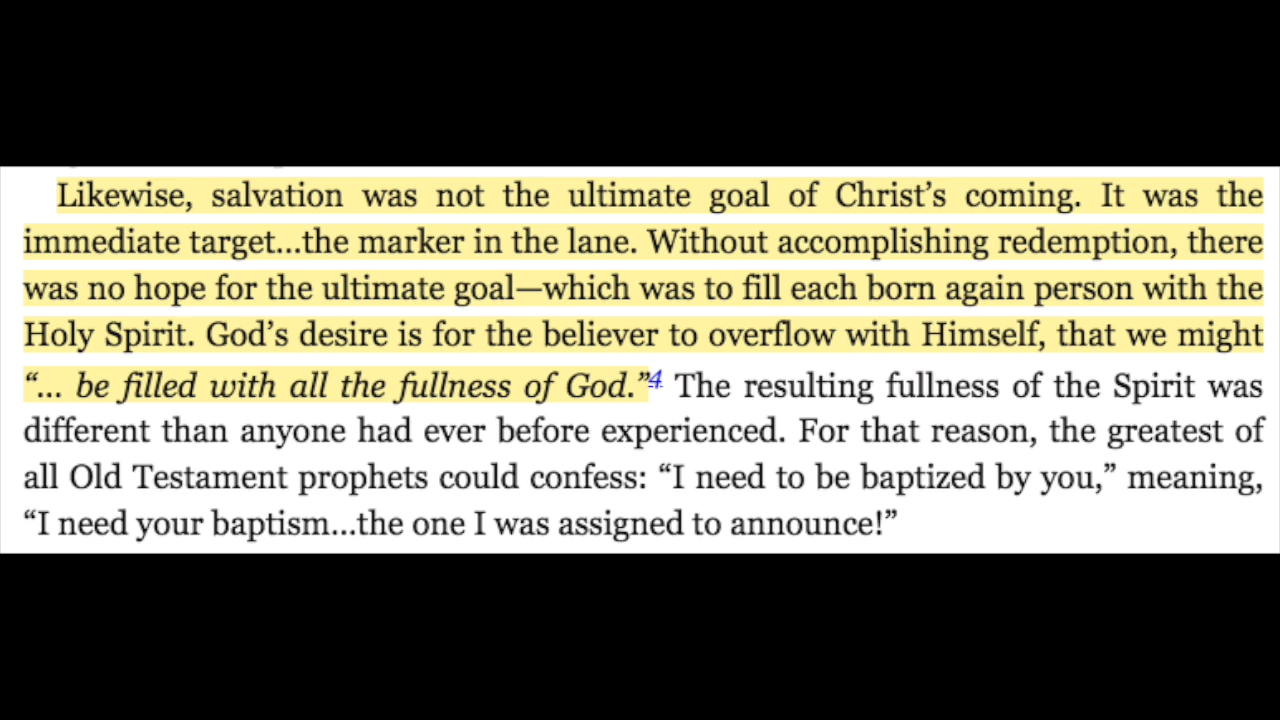 Likewise, salvation was not the ultimate goal of Christ’s coming. It was the
immediate target…the marker in the lane. Without accomplishing redemption, there
was no hope for the ultimate goal—which was to fill each born again person with the
Holy Spirit. God’s desire is for the believer to overflow with Himself, that we might
“… be filled with all the fullness of God.”4 The resulting fullness of the Spirit was
different than anyone had ever before experienced. For that reason, the greatest of
all Old Testament prophets could confess: “I need to be baptized by you,” meaning,
“I need your baptism…the one I was assigned to announce!”